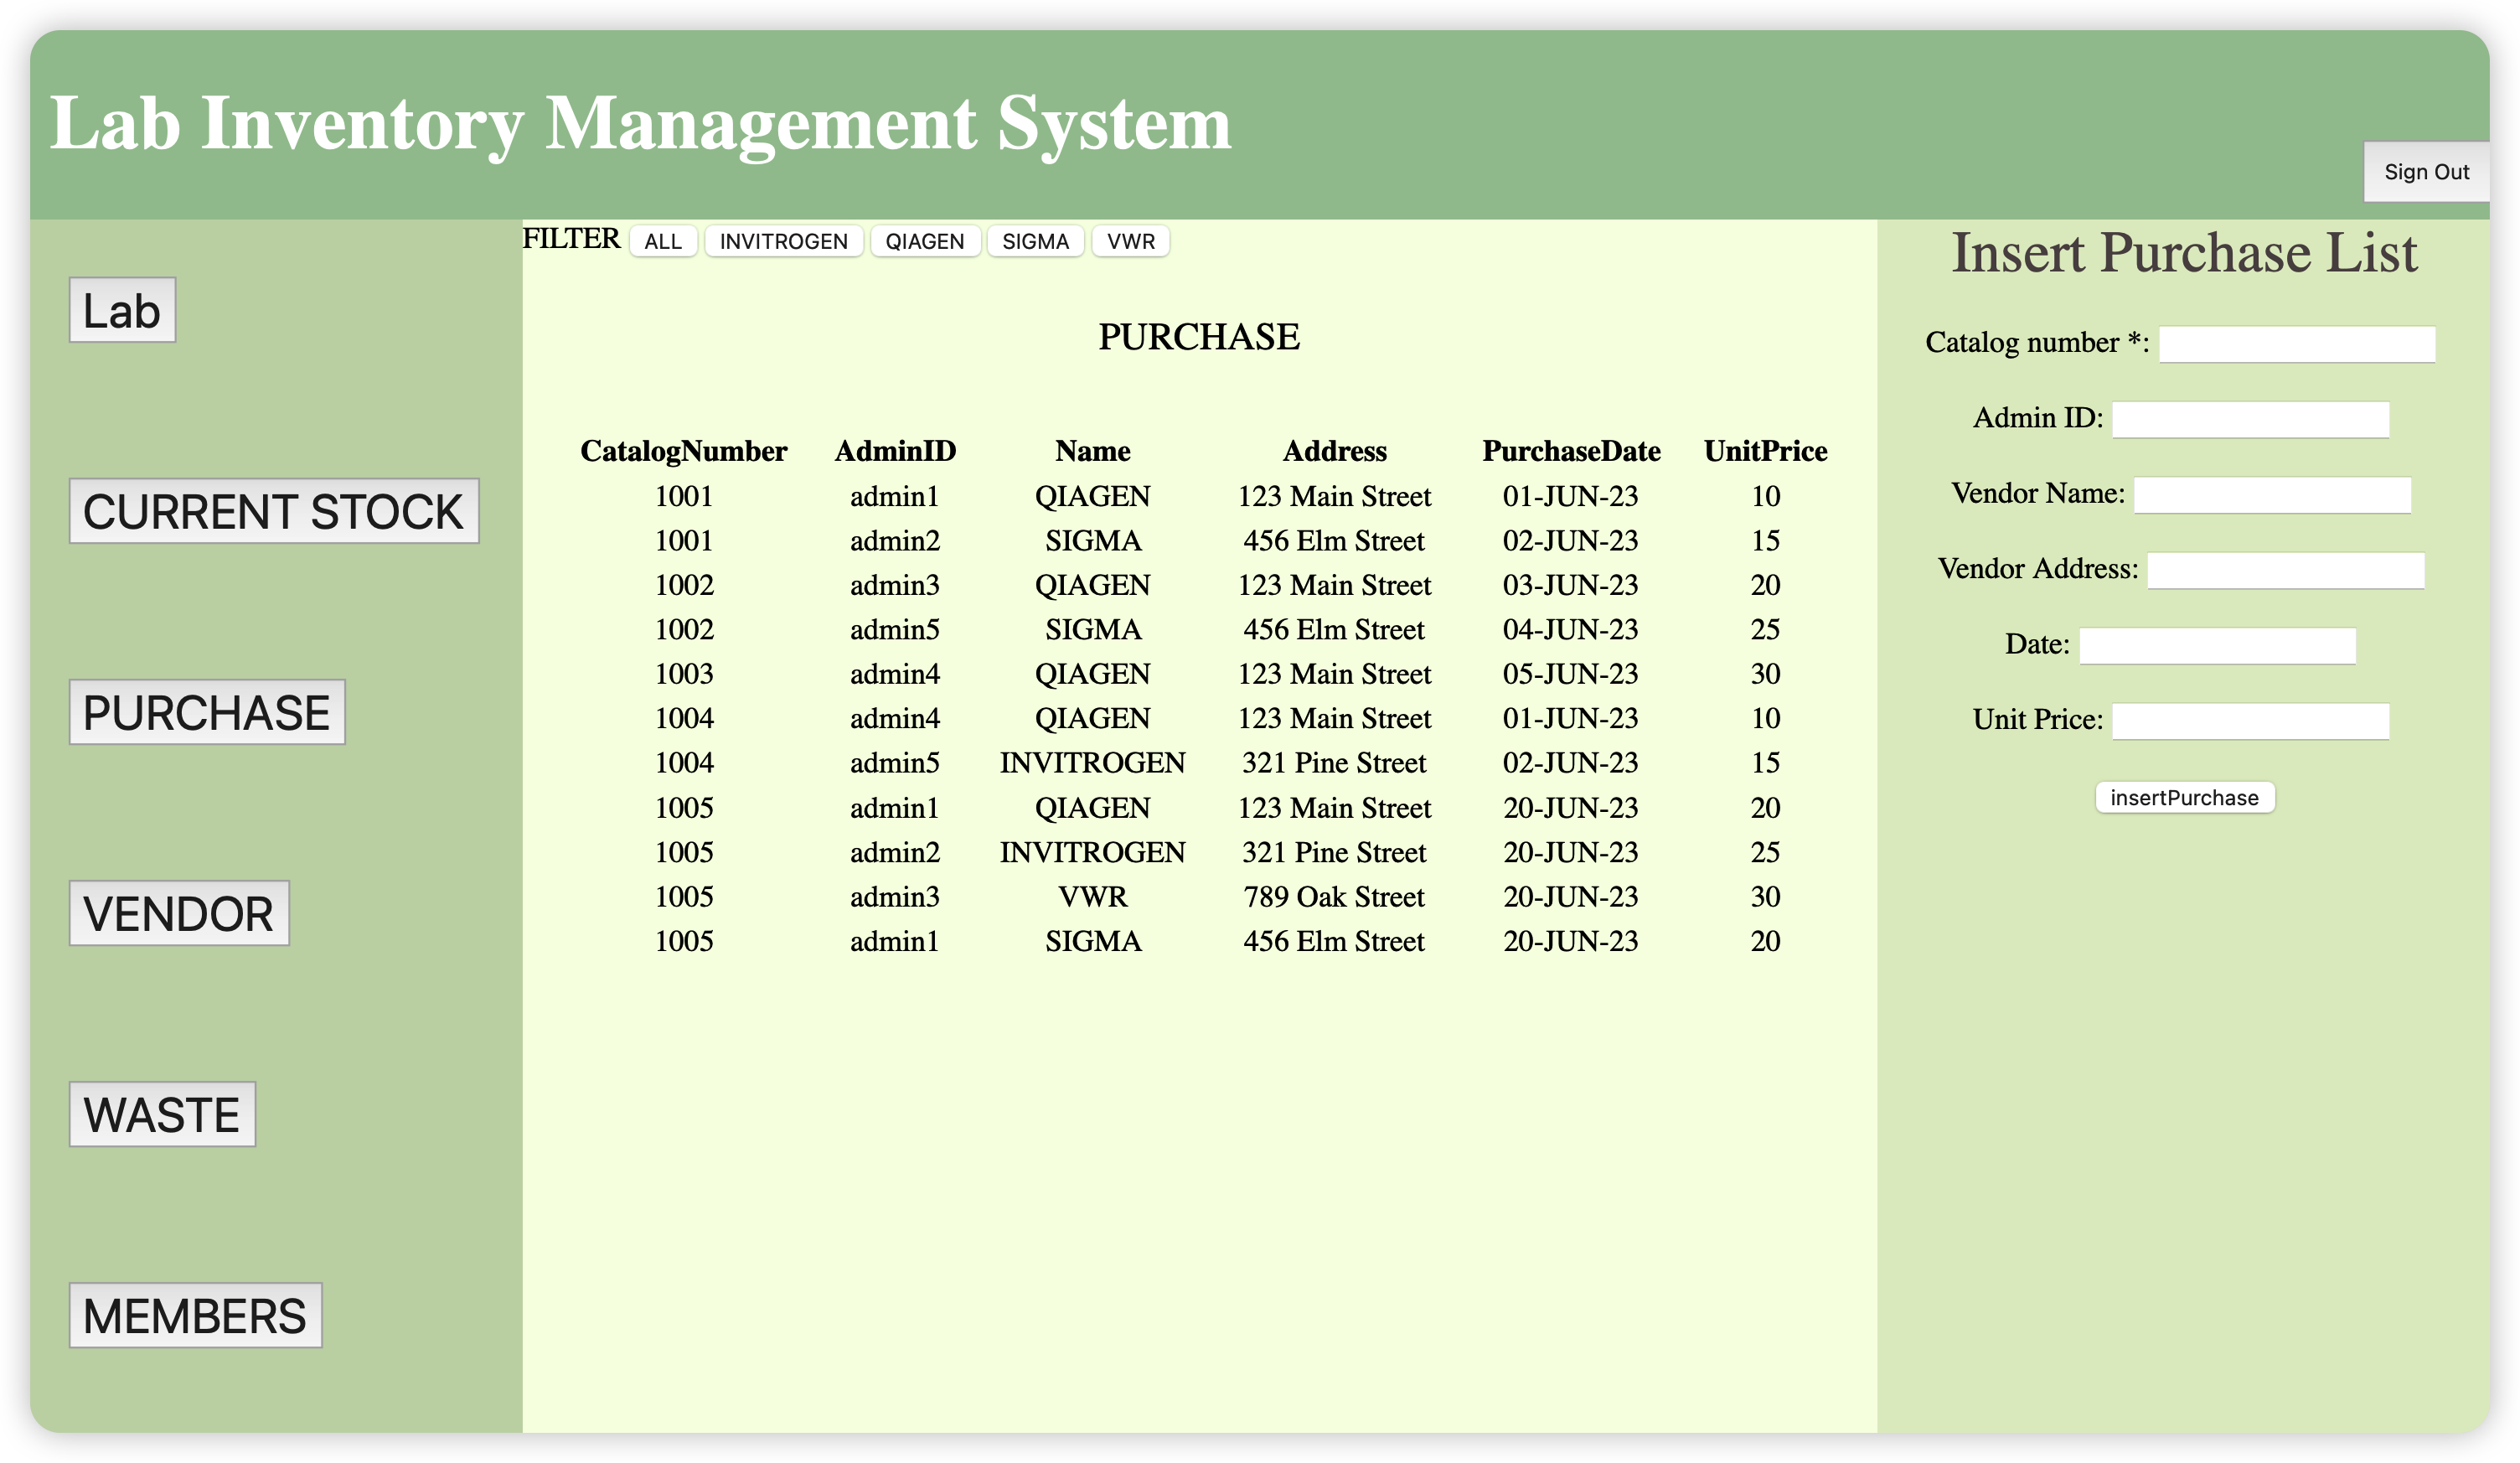 Lab Inventory Management System
Sign Out
Lab
CURRENT STOCK
PURCHASE
VENDOR
WASTE
MEMBERS
FILTER ALL INVITROGEN QIAGEN SIGMA VWR
PURCHASE
CatalogNumber AdminID Name Address PurchaseDate UnitPrice
1001 admin1 QIAGEN 123 Main Street 01-JUN-23 10
1001 admin2 SIGMA 456 Elm Street 02-JUN-23 15
1002 admin3 QIAGEN 123 Main Street 03-JUN-23 20
1002 admin5 SIGMA 456 Elm Street 04-JUN-23 25
1003 admin4 QIAGEN 123 Main Street 05-JUN-23 30
1004 admin4 QIAGEN 123 Main Street 01-JUN-23 10
1004 admin5 INVITROGEN 321 Pine Street 02-JUN-23 15
1005 admin1 QIAGEN 123 Main Street 20-JUN-23 20
1005 admin2 INVITROGEN 321 Pine Street 20-JUN-23 25
1005 admin3 VWR 789 Oak Street 20-JUN-23 30
1005 admin1 SIGMA 456 Elm Street 20-JUN-23 20
Insert Purchase List
Catalog number *:
Admin ID:
Vendor Name:
Vendor Address:
Date:
Unit Price:
insertPurchase